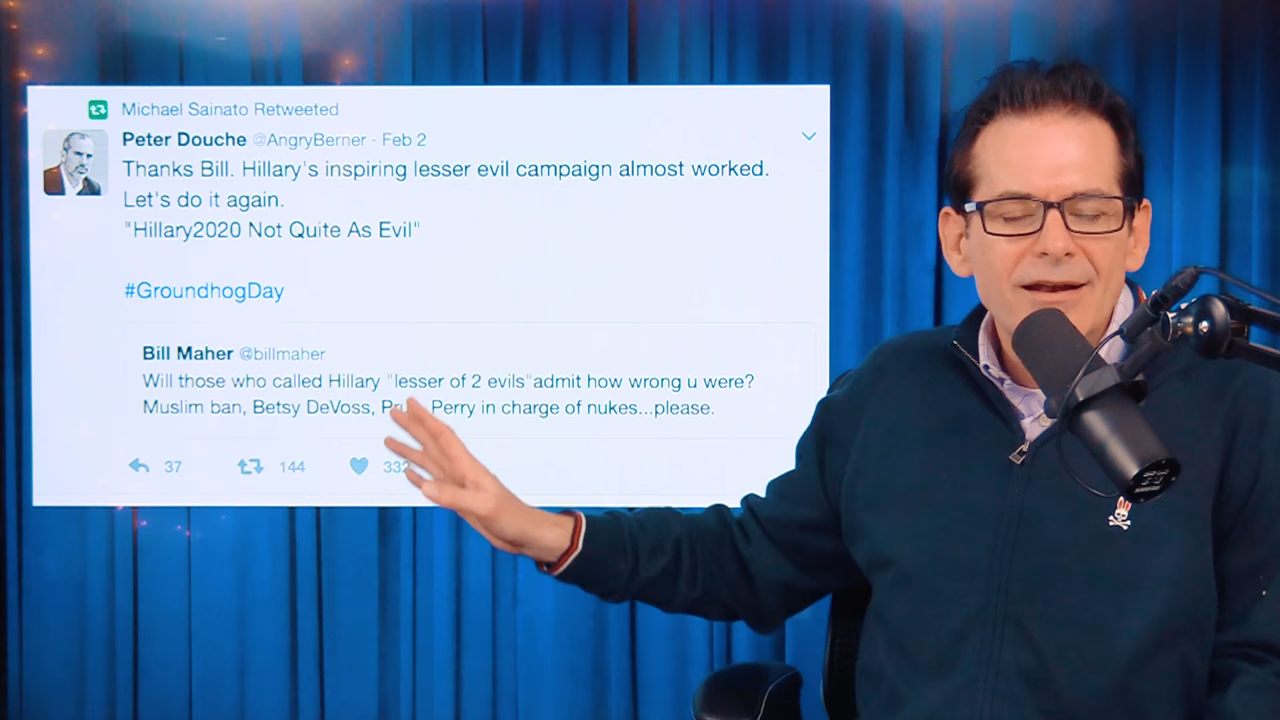 Michael Sainato Retweeted
Peter Douche @AngryBerner · Feb 2
Thanks Bill. Hillary's inspiring lesser evil campaign almost worked.
Let's do it again.
"Hillary2020 Not Quite As Evil"
#GroundhogDay
Bill Maher @billmaher
Will those who called Hillary "lesser of 2 evils"admit how wrong u were?
Muslim ban, Betsy DeVoss, Perry in charge of nukes...please.
37 144 332